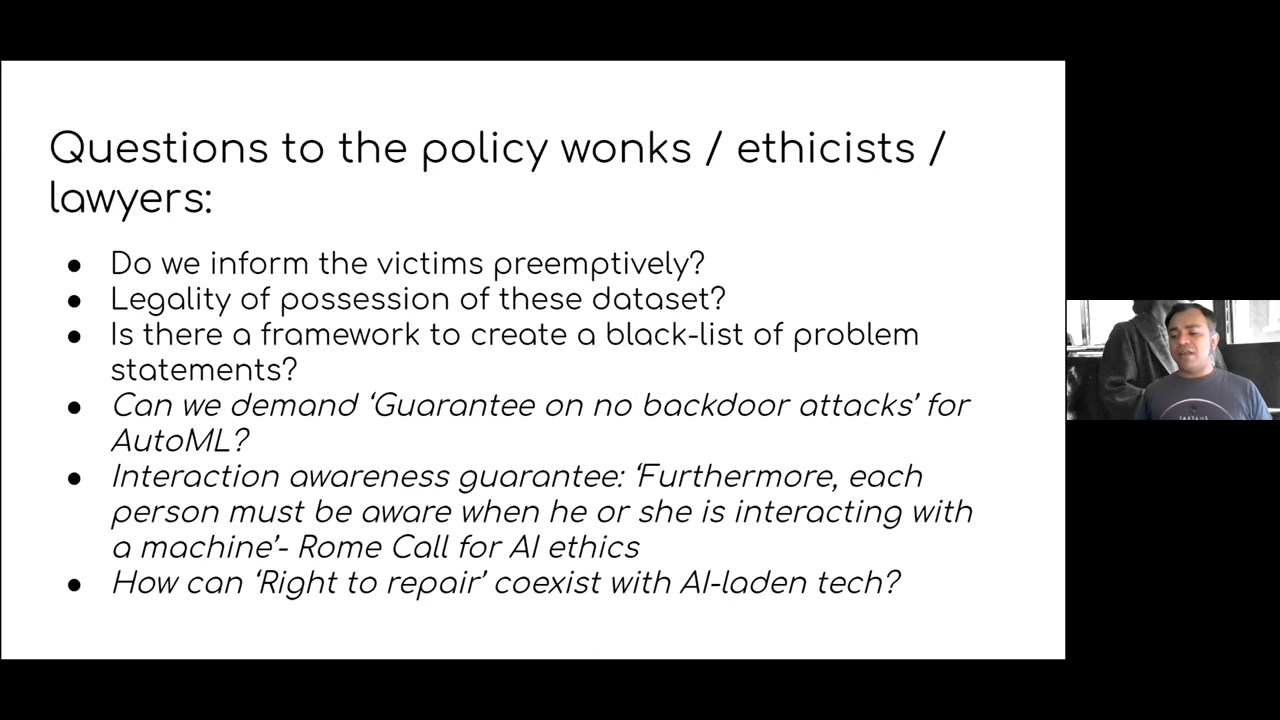 Questions to the policy wonks / ethicists /
lawyers:
● Do we inform the victims preemptively?
● Legality of possession of these dataset?
● Is there a framework to create a black-list of problem
statements?
● Can we demand ‘Guarantee on no backdoor attacks’ for
AutoML?
● Interaction awareness guarantee: ‘Furthermore, each
person must be aware when he or she is interacting with
a machine’- Rome Call for AI ethics
● How can ‘Right to repair’ coexist with AI-laden tech?